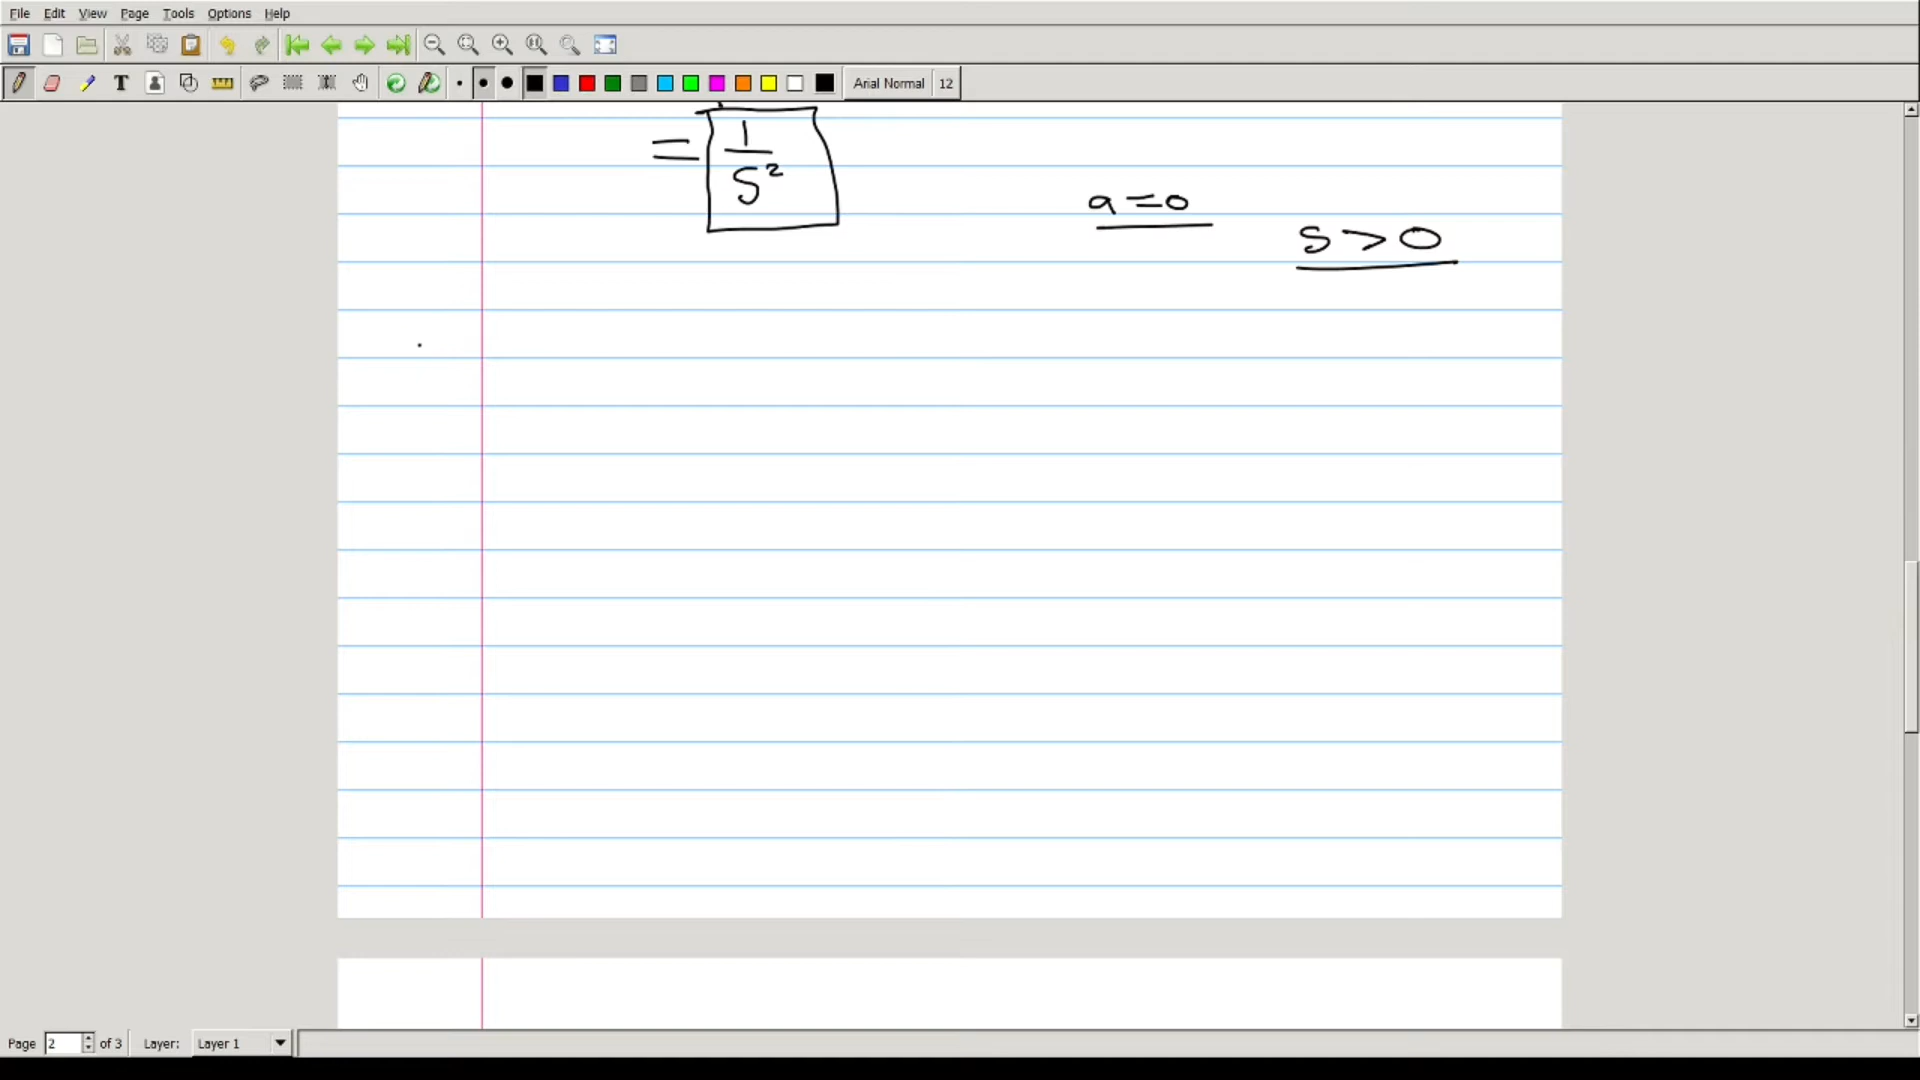 File Edit View Page Tools Options Help
Arial Normal 12
= 1/S²
a = 0
S > 0
Page 2 of 3 Layer: Layer 1